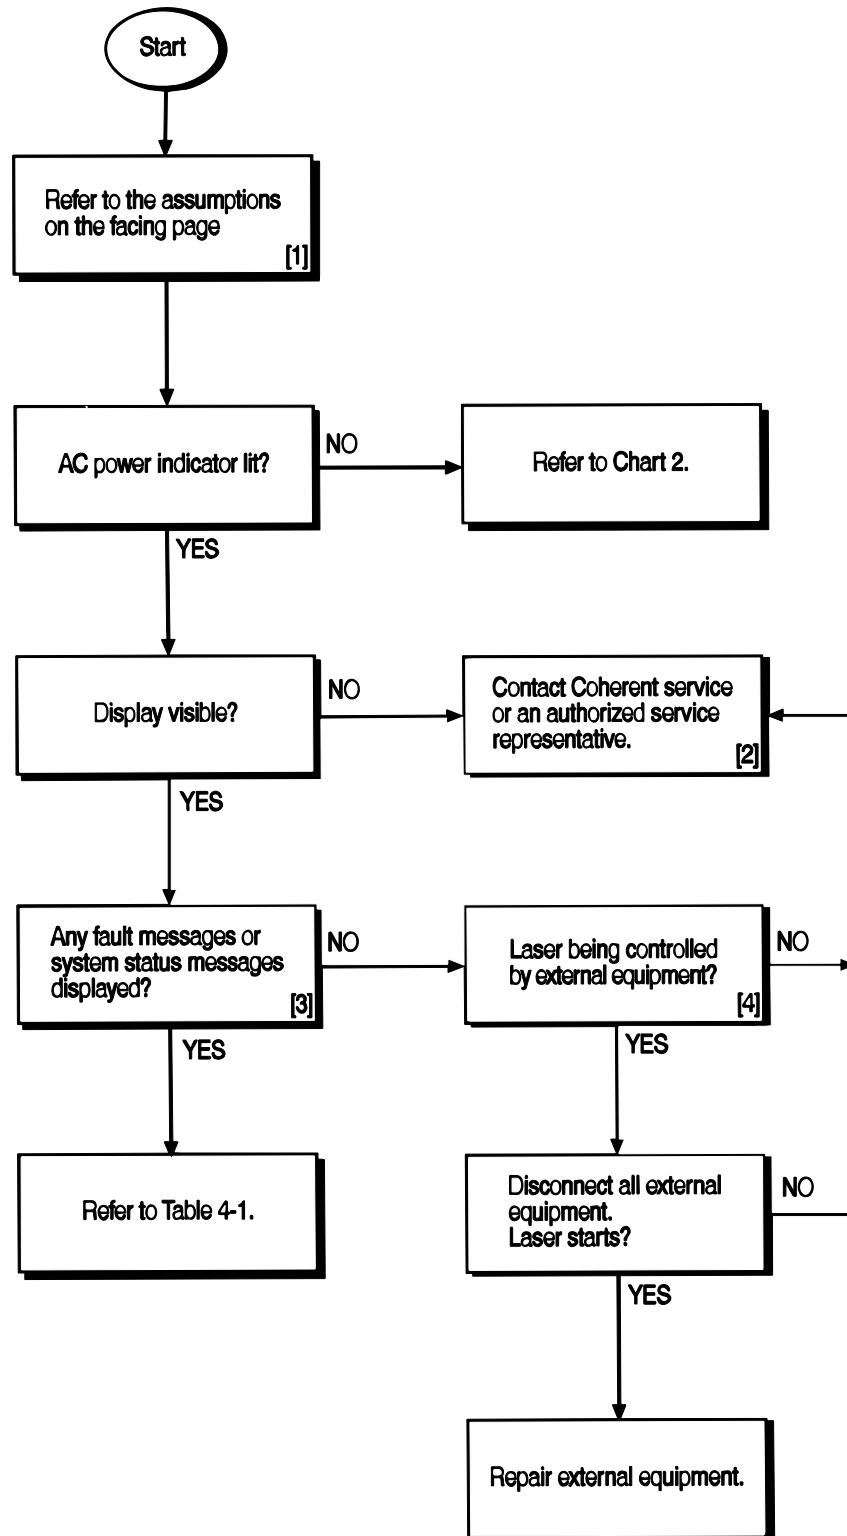 Start
Refer to the assumptions
on the facing page
[1]
AC power indicator lit?
NO
Refer to Chart 2.
YES
Display visible?
NO
Contact Coherent service
or an authorized service
representative.
[2]
YES
Any fault messages or
system status messages
displayed?
[3]
NO
Laser being controlled
by external equipment?
[4]
NO
YES
YES
Refer to Table 4-1.
Disconnect all external
equipment.
Laser starts?
NO
YES
Repair external equipment.